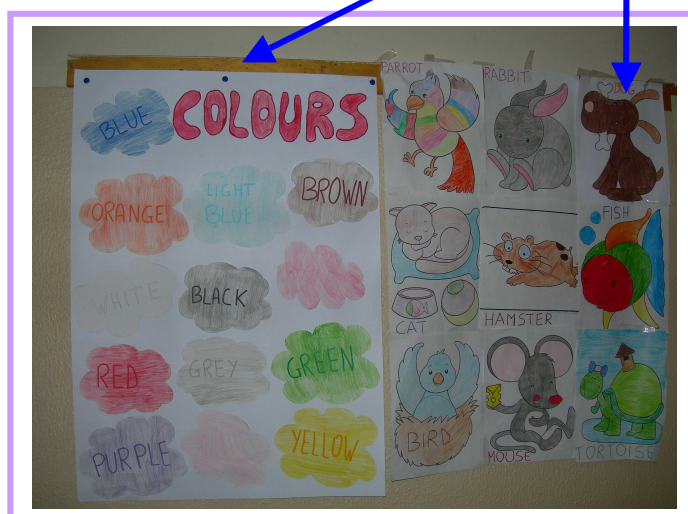 COLOURS
BLUE
ORANGE
LIGHT
BLUE
BROWN
WHITE
BLACK
RED
GREY
GREEN
PURPLE
YELLOW
PARROT
RABBIT
DOG
CAT
HAMSTER
FISH
BIRD
MOUSE
TORTOISE